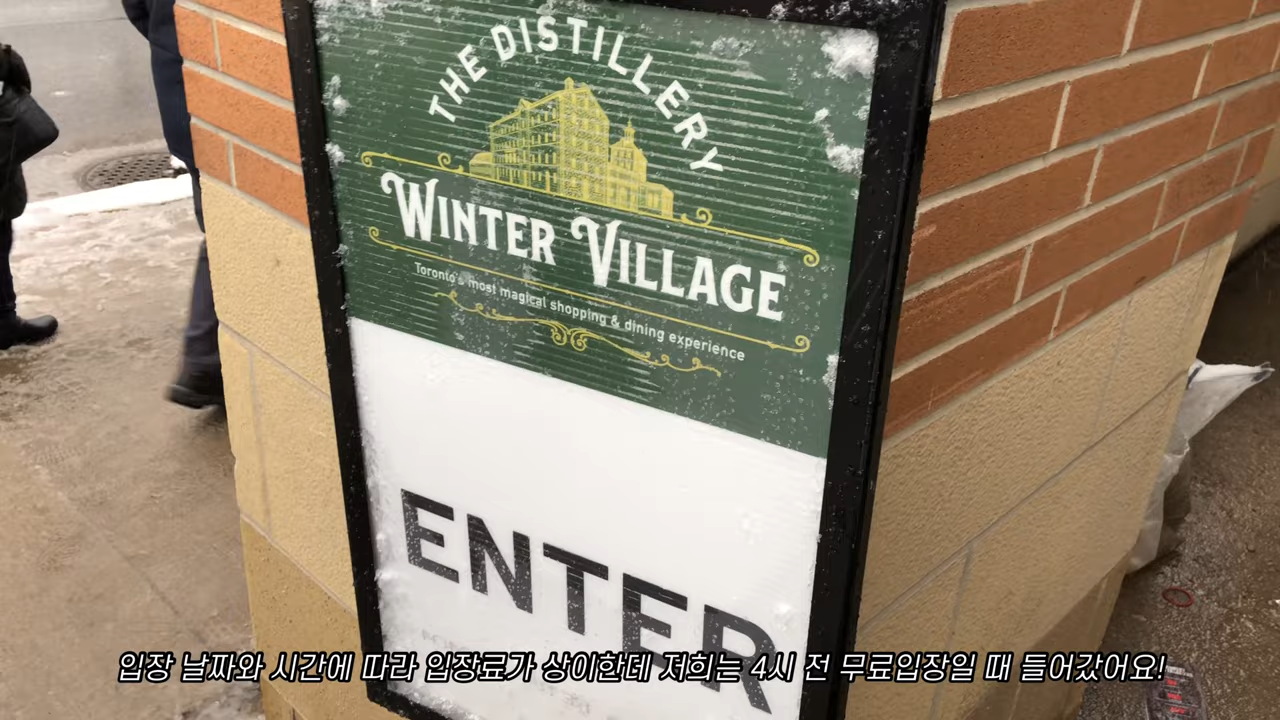 THE DISTILLERY
WINTER VILLAGE
Toronto's most magical shopping & dining experience
ENTER
입장 날짜와 시간에 따라 입장료가 상이한데 저희는 4시 전 무료입장일 때 들어갔어요!